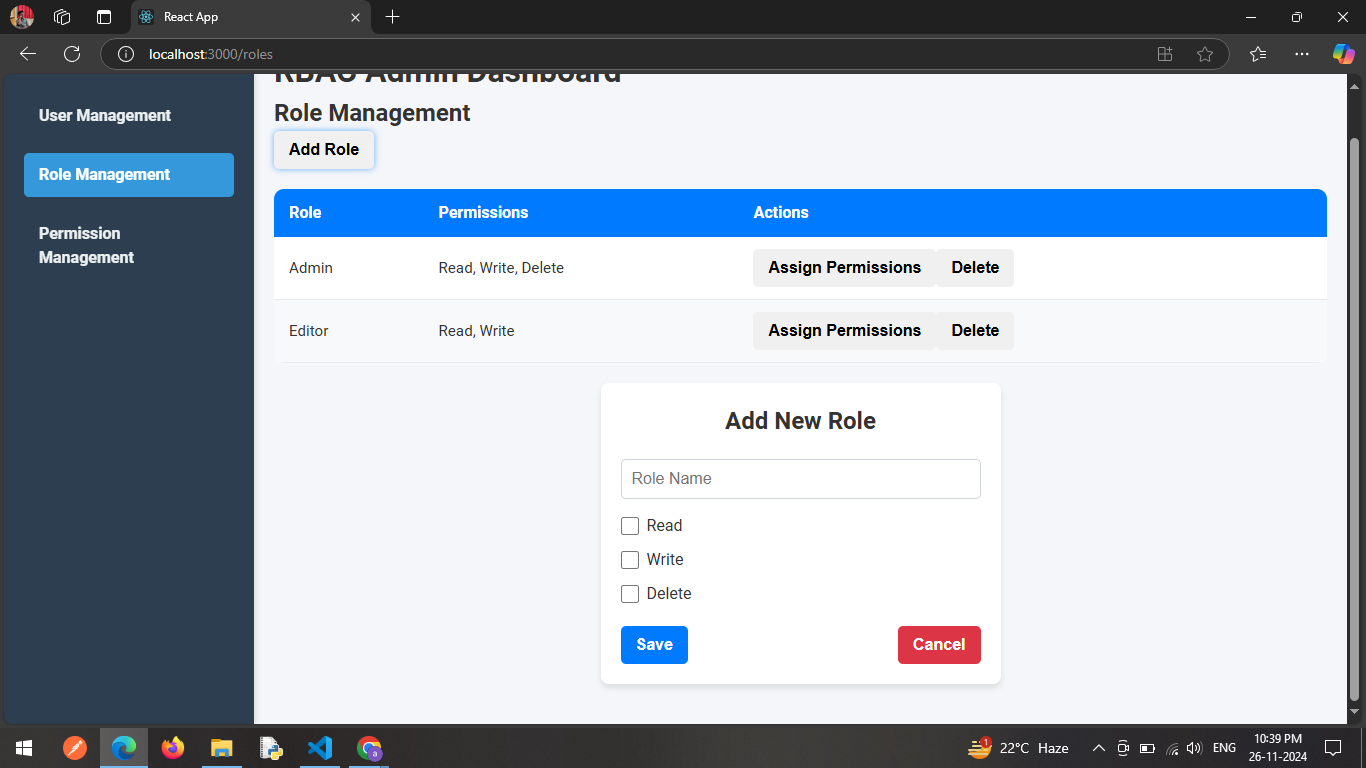 React App
localhost:3000/roles
RBAC Admin Dashboard
User Management
Role Management
Permission
Management
Role Management
Add Role
Role Permissions Actions
Admin Read, Write, Delete Assign Permissions Delete
Editor Read, Write Assign Permissions Delete
Add New Role
Role Name
Read
Write
Delete
Save Cancel
1
22°C Haze
ENG
10:39 PM
26-11-2024
a